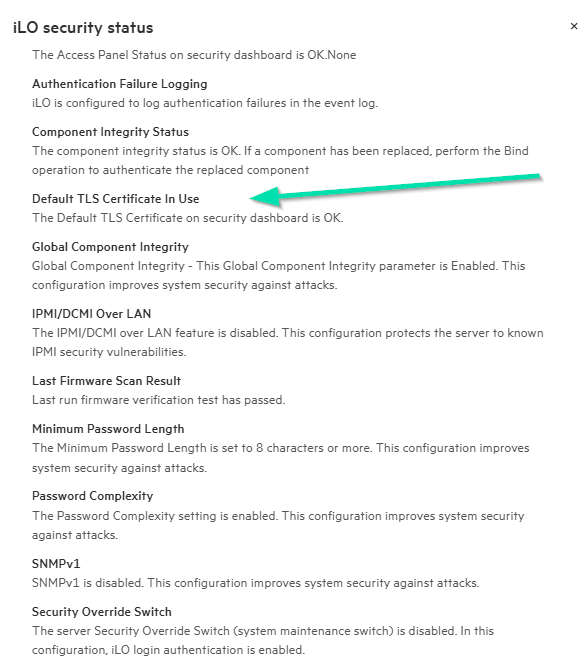 iLO security status
×
The Access Panel Status on security dashboard is OK.None
Authentication Failure Logging
iLO is configured to log authentication failures in the event log.
Component Integrity Status
The component integrity status is OK. If a component has been replaced, perform the Bind
operation to authenticate the replaced component
Default TLS Certificate In Use
The Default TLS Certificate on security dashboard is OK.
Global Component Integrity
Global Component Integrity - This Global Component Integrity parameter is Enabled. This
configuration improves system security against attacks.
IPMI/DCMI Over LAN
The IPMI/DCMI over LAN feature is disabled. This configuration protects the server to known
IPMI security vulnerabilities.
Last Firmware Scan Result
Last run firmware verification test has passed.
Minimum Password Length
The Minimum Password Length is set to 8 characters or more. This configuration improves
system security against attacks.
Password Complexity
The Password Complexity setting is enabled. This configuration improves system security
against attacks.
SNMPv1
SNMPv1 is disabled. This configuration improves system security against attacks.
Security Override Switch
The server Security Override Switch (system maintenance switch) is disabled. In this
configuration, iLO login authentication is enabled.